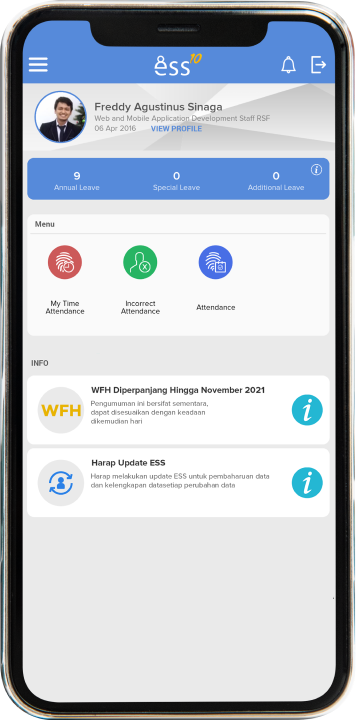 ess10
Freddy Agustinus Sinaga
Web and Mobile Application Development Staff RSF
06 Apr 2016 VIEW PROFILE
9 0 0
Annual Leave Special Leave Additional Leave
Menu
My Time
Attendance
Incorrect
Attendance
Attendance
INFO
WFH
WFH Diperpanjang Hingga November 2021
Pengumuman ini bersifat sementara,
dapat disesuaikan dengan keadaan
dikemudian hari
Harap Update ESS
Harap melakukan update ESS untuk pembaharuan data
dan kelengkapan datasetiap perubahan data